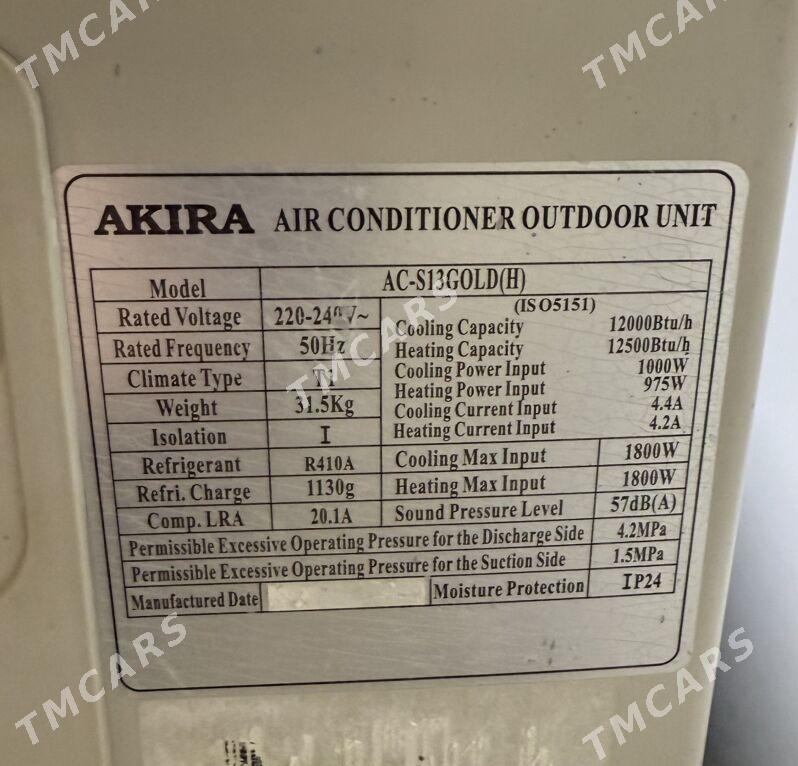 TMCARS TMCARS
AKIRA AIR CONDITIONER OUTDOOR UNIT
Model AC-S13GOLD(H)
Rated Voltage 220-240V~
Rated Frequency 50Hz
Climate Type T1
Weight 31.5Kg
Isolation I
Refrigerant R410A
Refri. Charge 1130g
Comp. LRA 20.1A
(ISO5151)
Cooling Capacity 12000Btu/h
Heating Capacity 12500Btu/h
Cooling Power Input 1000W
Heating Power Input 975W
Cooling Current Input 4.4A
Heating Current Input 4.2A
Cooling Max Input 1800W
Heating Max Input 1800W
Sound Pressure Level 57dB(A)
Permissible Excessive Operating Pressure for the Discharge Side 4.2MPa
Permissible Excessive Operating Pressure for the Suction Side 1.5MPa
Manufactured Date Moisture Protection IP24
TMCARS
TMCARS TMCARS